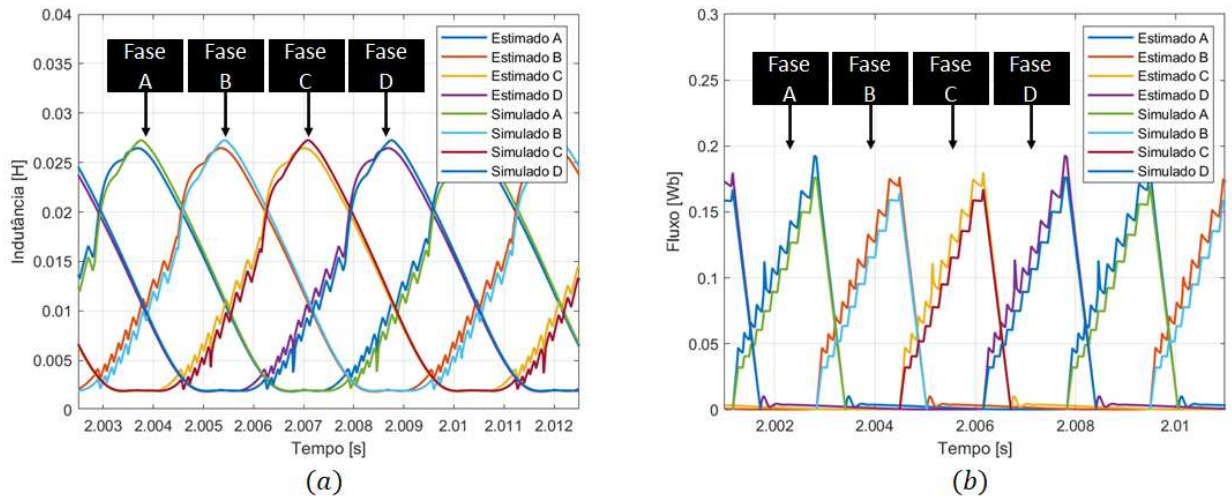 0.04
0.035
0.03
0.025
0.02
0.015
0.01
0.005
0
Indutância [H]
Fase
A
Fase
B
Fase
C
Fase
D
Estimado A
Estimado B
Estimado C
Estimado D
Simulado A
Simulado B
Simulado C
Simulado D
2.003 2.004 2.005 2.006 2.007 2.008 2.009 2.01 2.011 2.012
Tempo [s]
(a)
0.3
0.25
0.2
0.15
0.1
0.05
0
Fluxo [Wb]
Fase
A
Fase
B
Fase
C
Fase
D
Estimado A
Estimado B
Estimado C
Estimado D
Simulado A
Simulado B
Simulado C
Simulado D
2.002 2.004 2.006 2.008 2.01
Tempo [s]
(b)